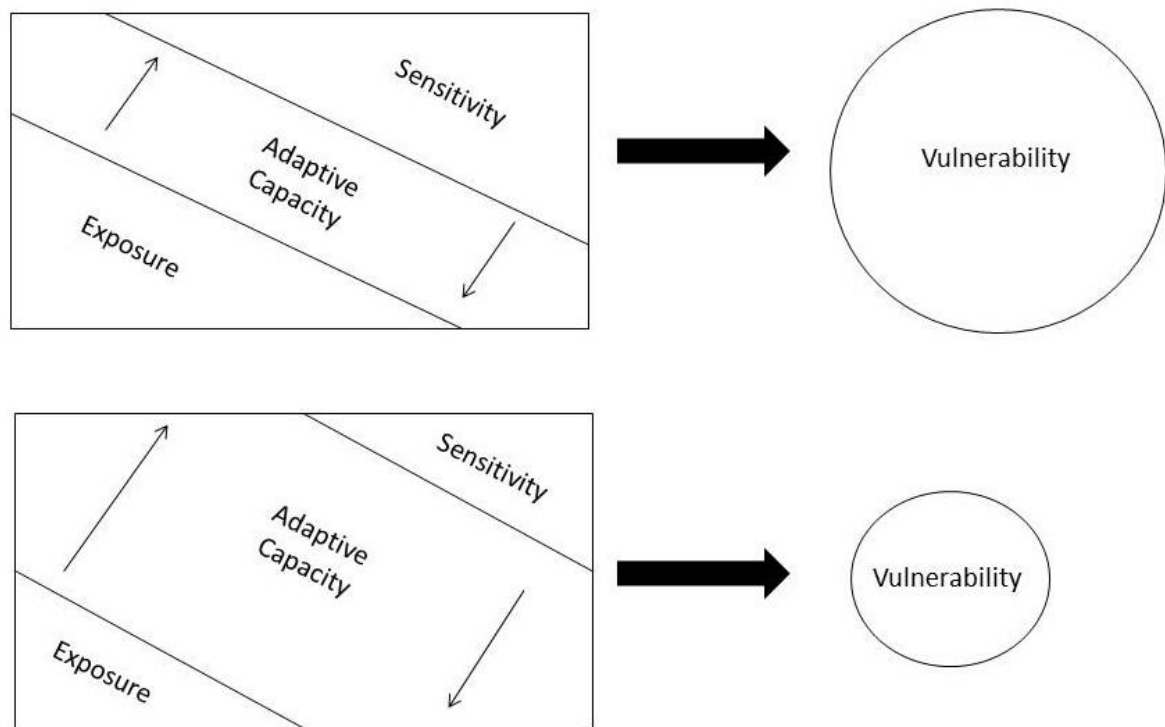 Sensitivity
Adaptive
Capacity
Exposure
Vulnerability
Sensitivity
Adaptive
Capacity
Exposure
Vulnerability